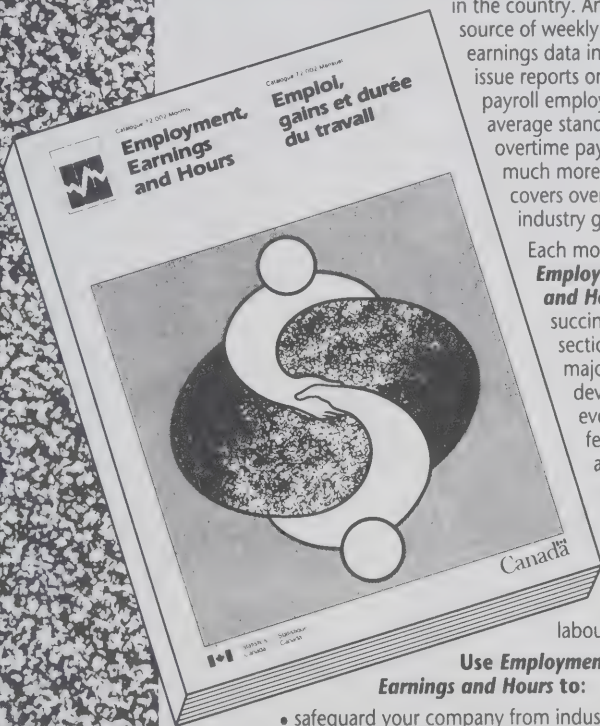 in the country. An
source of weekly
earnings data in
issue reports on
payroll employ
average stand
overtime pay
much more
covers over
industry g
Each mo
Employ
and Ho
succin
sectio
majo
dev
eve
fe
a
labou
Use Employmen
Earnings and Hours to:
• safeguard your company from indus
Catalogue 72-002 Monthly
Employment,
Earnings
and Hours
Catalogue 72-002 Mensuel
Emploi,
gains et durée
du travail
Canada
Statistics
Canada
Statistique
Canada